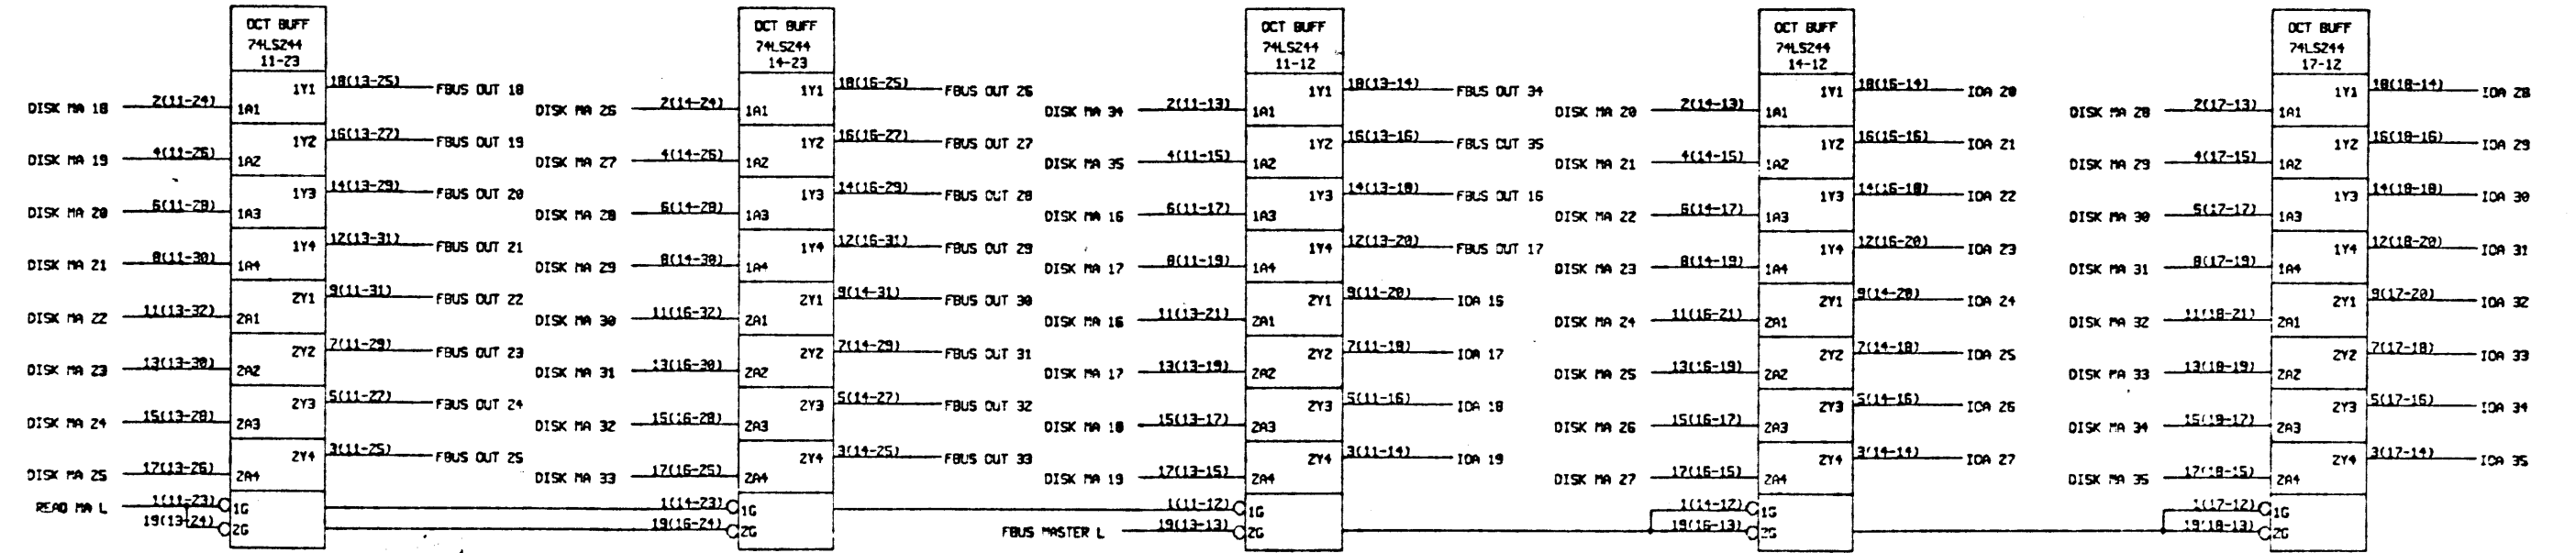 OCT BUFF
74LS244
11-23
DISK MA 18 2(11-24) 1A1 1Y1 18(13-25) FBUS OUT 18
DISK MA 19 4(11-26) 1A2 1Y2 16(13-27) FBUS OUT 19
DISK MA 20 6(11-28) 1A3 1Y3 14(13-29) FBUS OUT 20
DISK MA 21 8(11-30) 1A4 1Y4 12(13-31) FBUS OUT 21
DISK MA 22 11(13-32) 2A1 2Y1 9(11-31) FBUS OUT 22
DISK MA 23 13(13-30) 2A2 2Y2 7(11-29) FBUS OUT 23
DISK MA 24 15(13-28) 2A3 2Y3 5(11-27) FBUS OUT 24
DISK MA 25 17(13-26) 2A4 2Y4 3(11-25) FBUS OUT 25
READ MA L 1(11-23) 1G
19(13-24) 2G
OCT BUFF
74LS244
14-23
DISK MA 26 2(14-24) 1A1 1Y1 18(16-25) FBUS OUT 26
DISK MA 27 4(14-26) 1A2 1Y2 16(16-27) FBUS OUT 27
DISK MA 28 6(14-28) 1A3 1Y3 14(16-29) FBUS OUT 28
DISK MA 29 8(14-30) 1A4 1Y4 12(16-31) FBUS OUT 29
DISK MA 30 11(16-32) 2A1 2Y1 9(14-31) FBUS OUT 30
DISK MA 31 13(16-30) 2A2 2Y2 7(14-29) FBUS OUT 31
DISK MA 32 15(16-28) 2A3 2Y3 5(14-27) FBUS OUT 32
DISK MA 33 17(16-25) 2A4 2Y4 3(14-25) FBUS OUT 33
1(14-23) 1G
19(16-24) 2G
OCT BUFF
74LS244
11-12
DISK MA 34 2(11-13) 1A1 1Y1 18(13-14) FBUS OUT 34
DISK MA 35 4(11-15) 1A2 1Y2 16(13-16) FBUS OUT 35
DISK MA 16 6(11-17) 1A3 1Y3 14(13-18) FBUS OUT 16
DISK MA 17 8(11-19) 1A4 1Y4 12(13-20) FBUS OUT 17
DISK MA 16 11(13-21) 2A1 2Y1 9(11-20) IOA 16
DISK MA 17 13(13-19) 2A2 2Y2 7(11-18) IOA 17
DISK MA 18 15(13-17) 2A3 2Y3 5(11-16) IOA 18
DISK MA 19 17(13-15) 2A4 2Y4 3(11-14) IOA 19
1(11-12) 1G
FBUS MASTER L 19(13-13) 2G
OCT BUFF
74LS244
14-12
DISK MA 20 2(14-13) 1A1 1Y1 18(16-14) IOA 20
DISK MA 21 4(14-15) 1A2 1Y2 16(16-16) IOA 21
DISK MA 22 6(14-17) 1A3 1Y3 14(16-18) IOA 22
DISK MA 23 8(14-19) 1A4 1Y4 12(16-20) IOA 23
DISK MA 24 11(16-21) 2A1 2Y1 9(14-20) IOA 24
DISK MA 25 13(16-19) 2A2 2Y2 7(14-18) IOA 25
DISK MA 26 15(16-17) 2A3 2Y3 5(14-16) IOA 26
DISK MA 27 17(16-15) 2A4 2Y4 3(14-14) IOA 27
1(14-12) 1G
19(16-13) 2G
OCT BUFF
74LS244
17-12
DISK MA 28 2(17-13) 1A1 1Y1 18(18-14) IOA 28
DISK MA 29 4(17-15) 1A2 1Y2 16(18-16) IOA 29
DISK MA 30 6(17-17) 1A3 1Y3 14(18-18) IOA 30
DISK MA 31 8(17-19) 1A4 1Y4 12(18-20) IOA 31
DISK MA 32 11(18-21) 2A1 2Y1 9(17-20) IOA 32
DISK MA 33 13(18-19) 2A2 2Y2 7(17-18) IOA 33
DISK MA 34 15(18-17) 2A3 2Y3 5(17-16) IOA 34
DISK MA 35 17(18-15) 2A4 2Y4 3(17-14) IOA 35
1(17-12) 1G
19(18-13) 2G